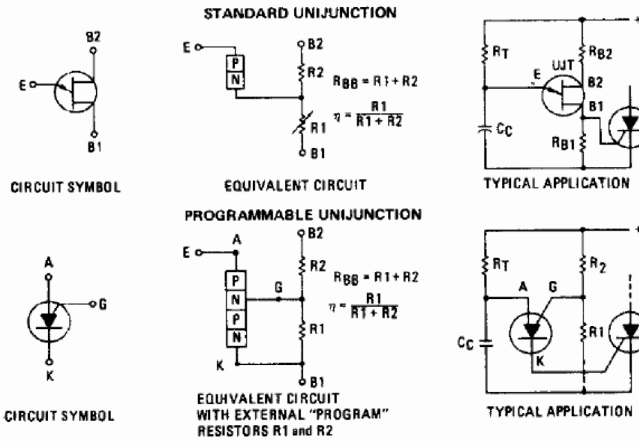 STANDARD UNIJUNCTION
B2
E
B1
CIRCUIT SYMBOL
E
P
N
B2
R2
R1
B1
RBB = R1 + R2
η = R1
R1 + R2
EQUIVALENT CIRCUIT
+
RT
RB2
UJT
E
B2
B1
CC
RB1
TYPICAL APPLICATION
PROGRAMMABLE UNIJUNCTION
A
G
K
CIRCUIT SYMBOL
E
A
B2
P
N
P
N
G
R2
R1
K
B1
RBB = R1 + R2
η = R1
R1 + R2
EQUIVALENT CIRCUIT
WITH EXTERNAL "PROGRAM"
RESISTORS R1 and R2
+
RT
R2
A
G
CC
R1
K
TYPICAL APPLICATION